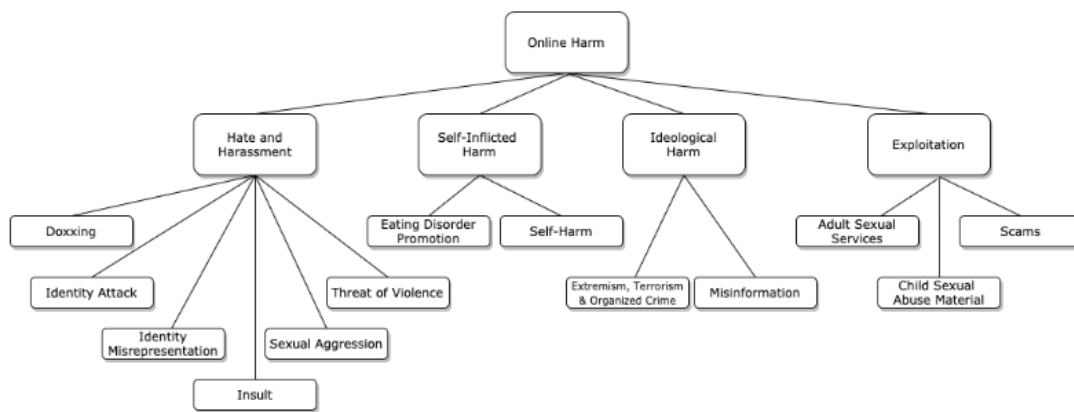 Online Harm
Hate and
Harassment
Self-Inflicted
Harm
Ideological
Harm
Exploitation
Doxxing
Eating Disorder
Promotion
Self-Harm
Adult Sexual
Services
Scams
Identity Attack
Threat of Violence
Extremism, Terrorism
& Organized Crime
Misinformation
Child Sexual
Abuse Material
Identity
Misrepresentation
Sexual Aggression
Insult